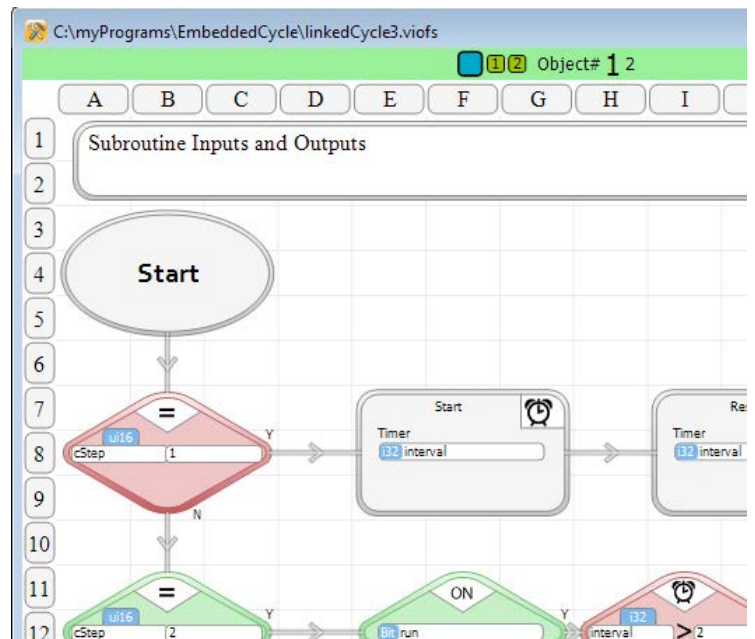 C:\myPrograms\EmbeddedCycle\linkedCycle3.viofs
1 2 Object# 1 2
A B C D E F G H I
1
Subroutine Inputs and Outputs
2
3
4
Start
5
6
7
= Start Res
Timer Timer
ui16 Y
8 cStep 1 i32 interval i32 interval
9
N
10
11
= ON
ui16 Y Y i32
12 cStep 2 Bit run interval > 2